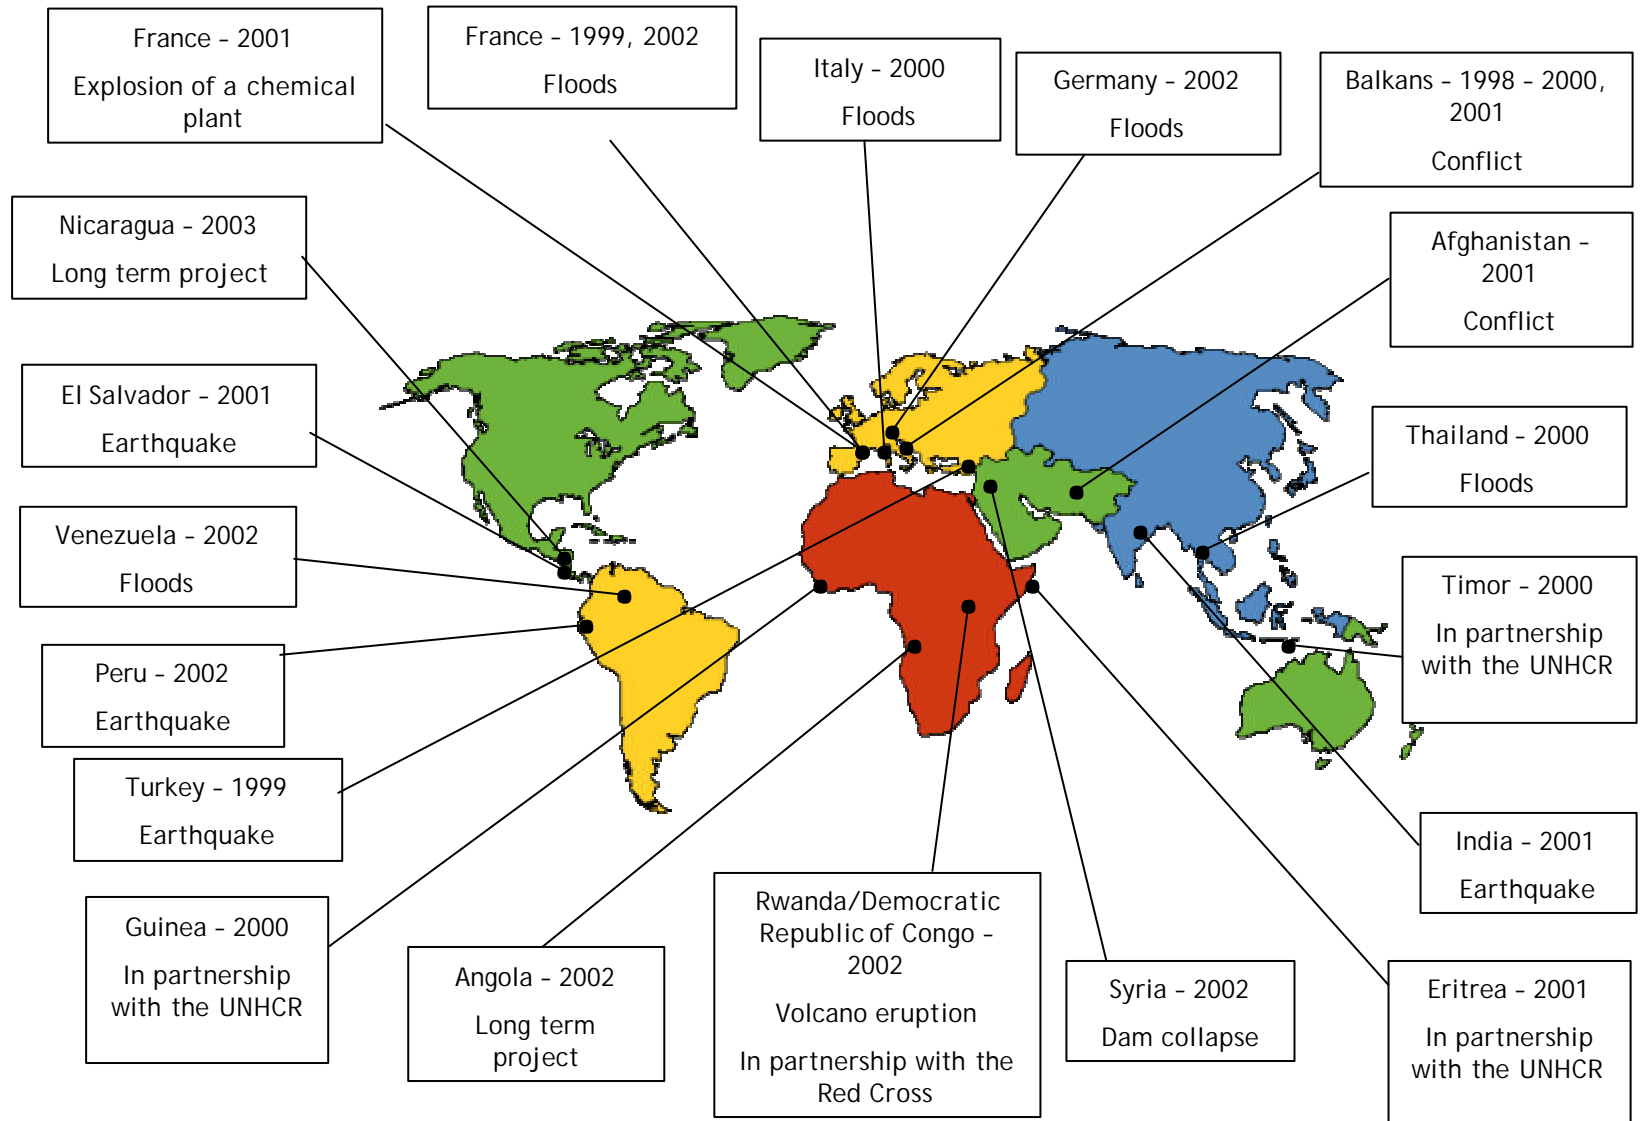 France – 2001
Explosion of a chemical
plant
France – 1999, 2002
Floods
Italy – 2000
Floods
Germany – 2002
Floods
Balkans – 1998 – 2000,
2001
Conflict
Nicaragua – 2003
Long term project
Afghanistan –
2001
Conflict
El Salvador – 2001
Earthquake
Thailand – 2000
Floods
Venezuela – 2002
Floods
Timor – 2000
In partnership
with the UNHCR
Peru – 2002
Earthquake
Turkey – 1999
Earthquake
India – 2001
Earthquake
Guinea – 2000
In partnership
with the UNHCR
Angola – 2002
Long term
project
Rwanda/Democratic
Republic of Congo –
2002
Volcano eruption
In partnership with the
Red Cross
Syria – 2002
Dam collapse
Eritrea – 2001
In partnership
with the UNHCR